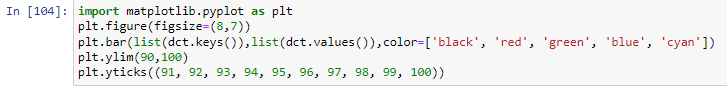 In [104]: import matplotlib.pyplot as plt
plt.figure(figsize=(8,7))
plt.bar(list(dct.keys()),list(dct.values()),color=['black', 'red', 'green', 'blue', 'cyan'])
plt.ylim(90,100)
plt.yticks((91, 92, 93, 94, 95, 96, 97, 98, 99, 100))